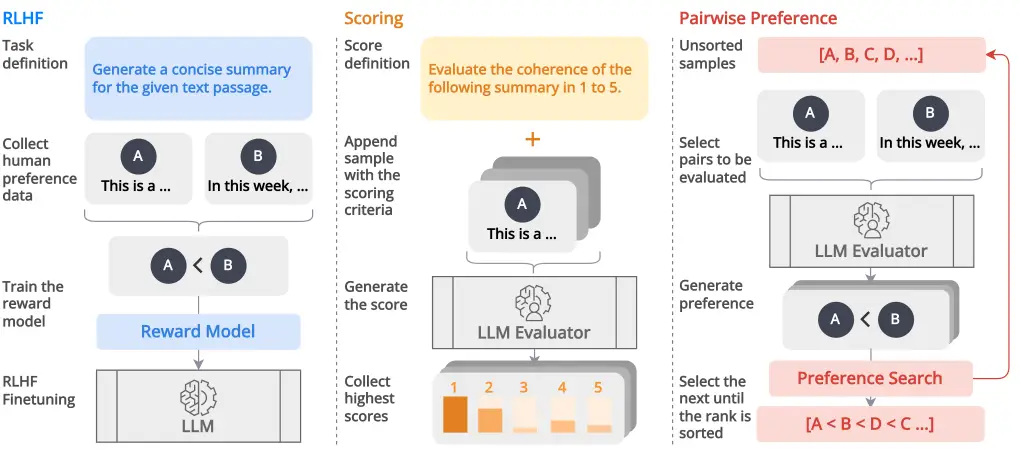 RLHF
Task
definition
Generate a concise summary
for the given text passage.
Collect
human
preference
data
A
This is a ...
B
In this week, ...
A < B
Train the
reward
model
Reward Model
RLHF
Finetuning
LLM
Scoring
Score
definition
Evaluate the coherence of the
following summary in 1 to 5.
+
Append
sample
with the
scoring
criteria
A
This is a ...
Generate
the score
LLM Evaluator
Collect
highest
scores
1 2 3 4 5
Pairwise Preference
Unsorted
samples
[A, B, C, D, ...]
Select
pairs to be
evaluated
A
This is a ...
B
In this week, ...
LLM Evaluator
Generate
preference
A < B
Preference Search
Select the
next until
the rank is
sorted
[A < B < D < C ...]